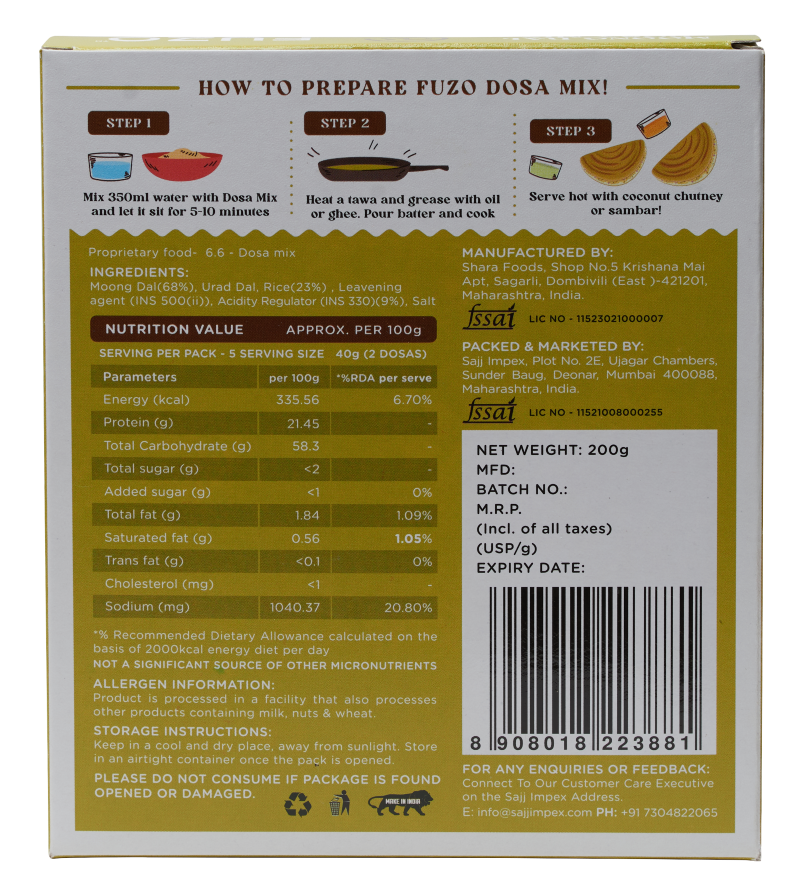 HOW TO PREPARE FUZO DOSA MIX!
STEP 1
Mix 350ml water with Dosa Mix
and let it sit for 5-10 minutes
STEP 2
Heat a tawa and grease with oil
or ghee. Pour batter and cook
STEP 3
Serve hot with coconut chutney
or sambar!
Proprietary food- 6.6 - Dosa mix
INGREDIENTS:
Moong Dal(68%), Urad Dal, Rice(23%) , Leavening
agent (INS 500(ii)), Acidity Regulator (INS 330)(9%), Salt
NUTRITION VALUE APPROX. PER 100g
SERVING PER PACK - 5 SERVING SIZE 40g (2 DOSAS)
Parameters per 100g *%RDA per serve
Energy (kcal) 335.56 6.70%
Protein (g) 21.45 -
Total Carbohydrate (g) 58.3 -
Total sugar (g) <2 -
Added sugar (g) <1 0%
Total fat (g) 1.84 1.09%
Saturated fat (g) 0.56 1.05%
Trans fat (g) <0.1 0%
Cholesterol (mg) <1 -
Sodium (mg) 1040.37 20.80%
*% Recommended Dietary Allowance calculated on the
basis of 2000kcal energy diet per day
NOT A SIGNIFICANT SOURCE OF OTHER MICRONUTRIENTS
ALLERGEN INFORMATION:
Product is processed in a facility that also processes
other products containing milk, nuts & wheat.
STORAGE INSTRUCTIONS:
Keep in a cool and dry place, away from sunlight. Store
in an airtight container once the pack is opened.
PLEASE DO NOT CONSUME IF PACKAGE IS FOUND
OPENED OR DAMAGED.
MAKE IN INDIA
MANUFACTURED BY:
Shara Foods, Shop No.5 Krishana Mai
Apt, Sagarli, Dombivili (East )-421201,
Maharashtra, India.
fssai LIC NO - 11523021000007
PACKED & MARKETED BY:
Sajj Impex, Plot No. 2E, Ujagar Chambers,
Sunder Baug, Deonar, Mumbai 400088,
Maharashtra, India.
fssai LIC NO - 11521008000255
NET WEIGHT: 200g
MFD:
BATCH NO.:
M.R.P.
(Incl. of all taxes)
(USP/g)
EXPIRY DATE:
8 908018 223881
FOR ANY ENQUIRIES OR FEEDBACK:
Connect To Our Customer Care Executive
on the Sajj Impex Address.
E: info@sajjimpex.com PH: +91 7304822065